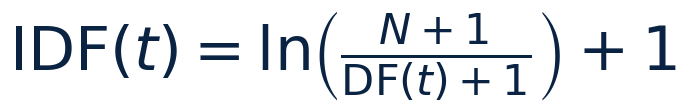 IDF(t) = ln((N + 1)/(DF(t) + 1)) + 1